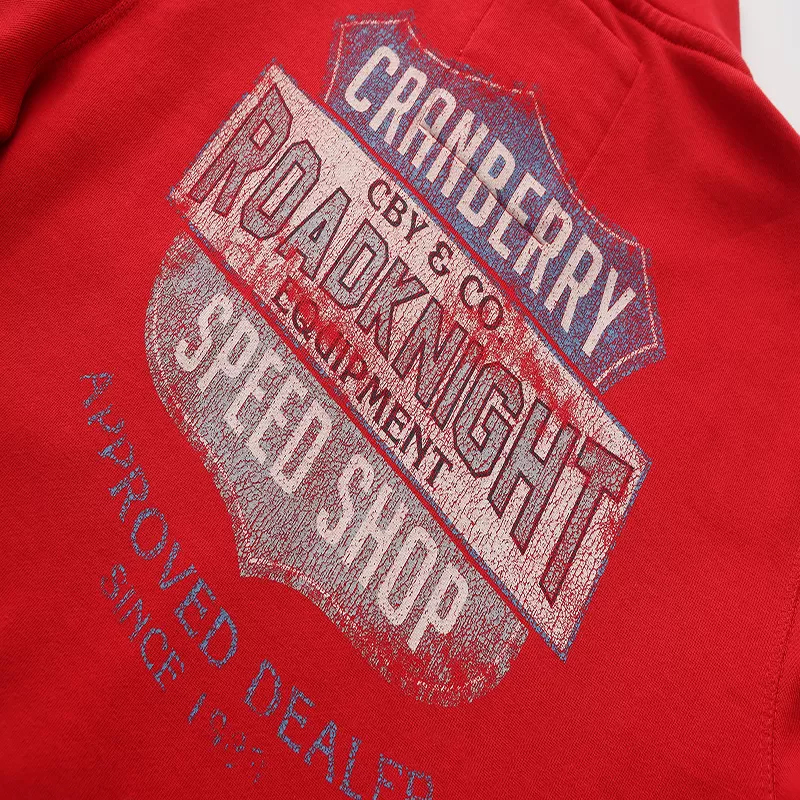 CRANBERRY
CBY & CO.
ROADKNIGHT
EQUIPMENT
SPEED SHOP
APPROVED DEALER
SINCE